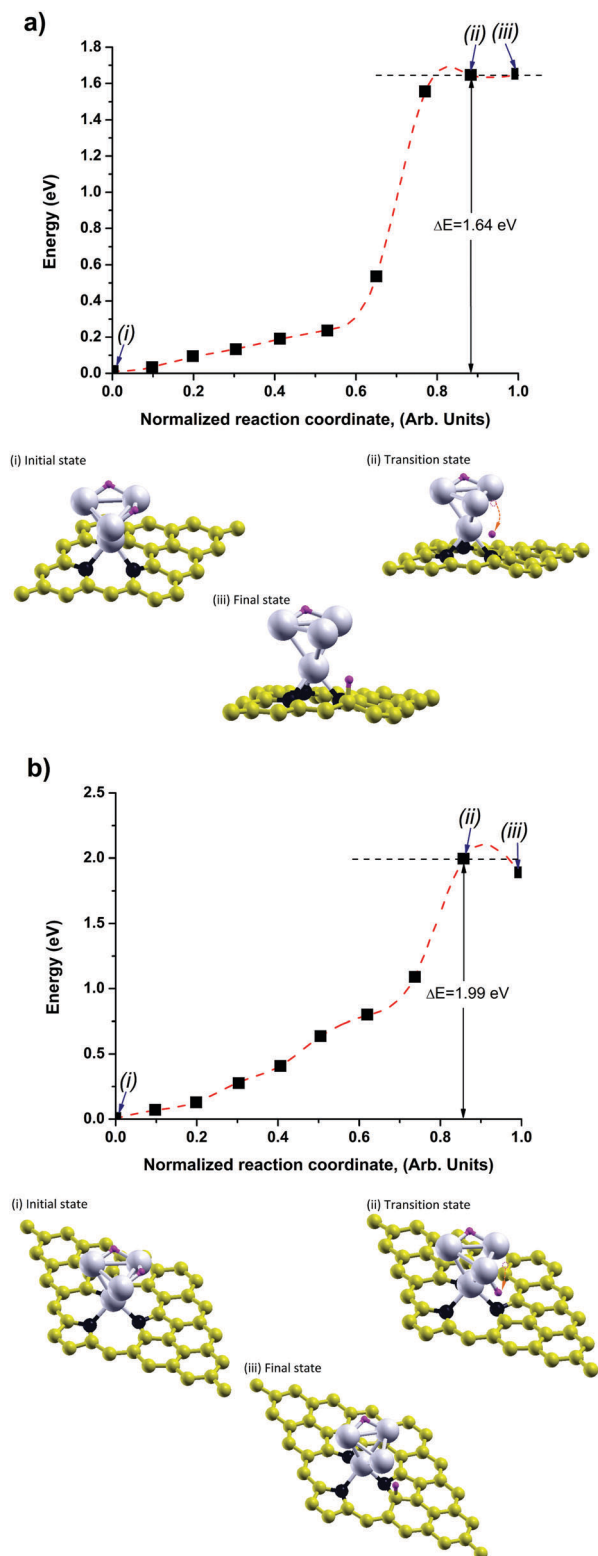 a)
(ii)
(iii)
1.8
1.6
1.4
1.2
1.0
0.8
0.6
0.4
0.2
0.0
Energy (eV)
ΔE=1.64 eV
(i)
0.0 0.2 0.4 0.6 0.8 1.0
Normalized reaction coordinate, (Arb. Units)
(i) Initial state
(ii) Transition state
(iii) Final state
b)
2.5
2.0
1.5
1.0
0.5
0.0
Energy (eV)
(ii)
(iii)
ΔE=1.99 eV
(i)
0.0 0.2 0.4 0.6 0.8 1.0
Normalized reaction coordinate, (Arb. Units)
(i) Initial state
(ii) Transition state
(iii) Final state